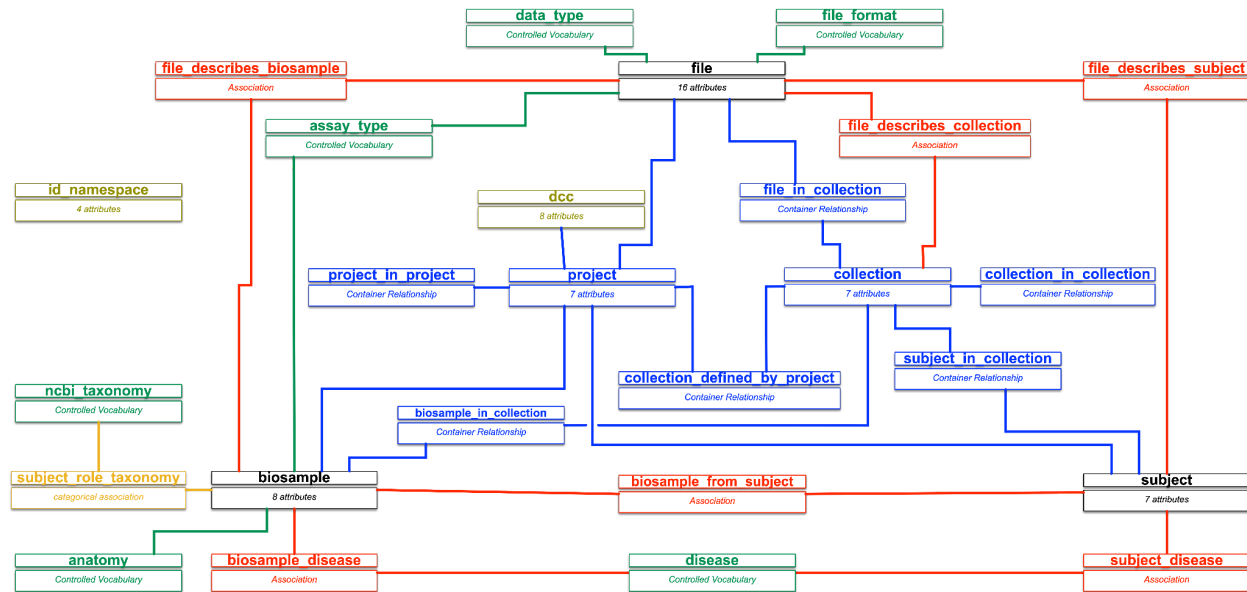 data_type
Controlled Vocabulary
file_format
Controlled Vocabulary
file_describes_biosample
Association
file
16 attributes
file_describes_subject
Association
assay_type
Controlled Vocabulary
file_describes_collection
Association
id_namespace
4 attributes
dcc
8 attributes
file_in_collection
Container Relationship
project_in_project
Container Relationship
project
7 attributes
collection
7 attributes
collection_in_collection
Container Relationship
subject_in_collection
Container Relationship
collection_defined_by_project
Container Relationship
ncbi_taxonomy
Controlled Vocabulary
biosample_in_collection
Container Relationship
subject_role_taxonomy
categorical association
biosample
8 attributes
biosample_from_subject
Association
subject
7 attributes
anatomy
Controlled Vocabulary
biosample_disease
Association
disease
Controlled Vocabulary
subject_disease
Association